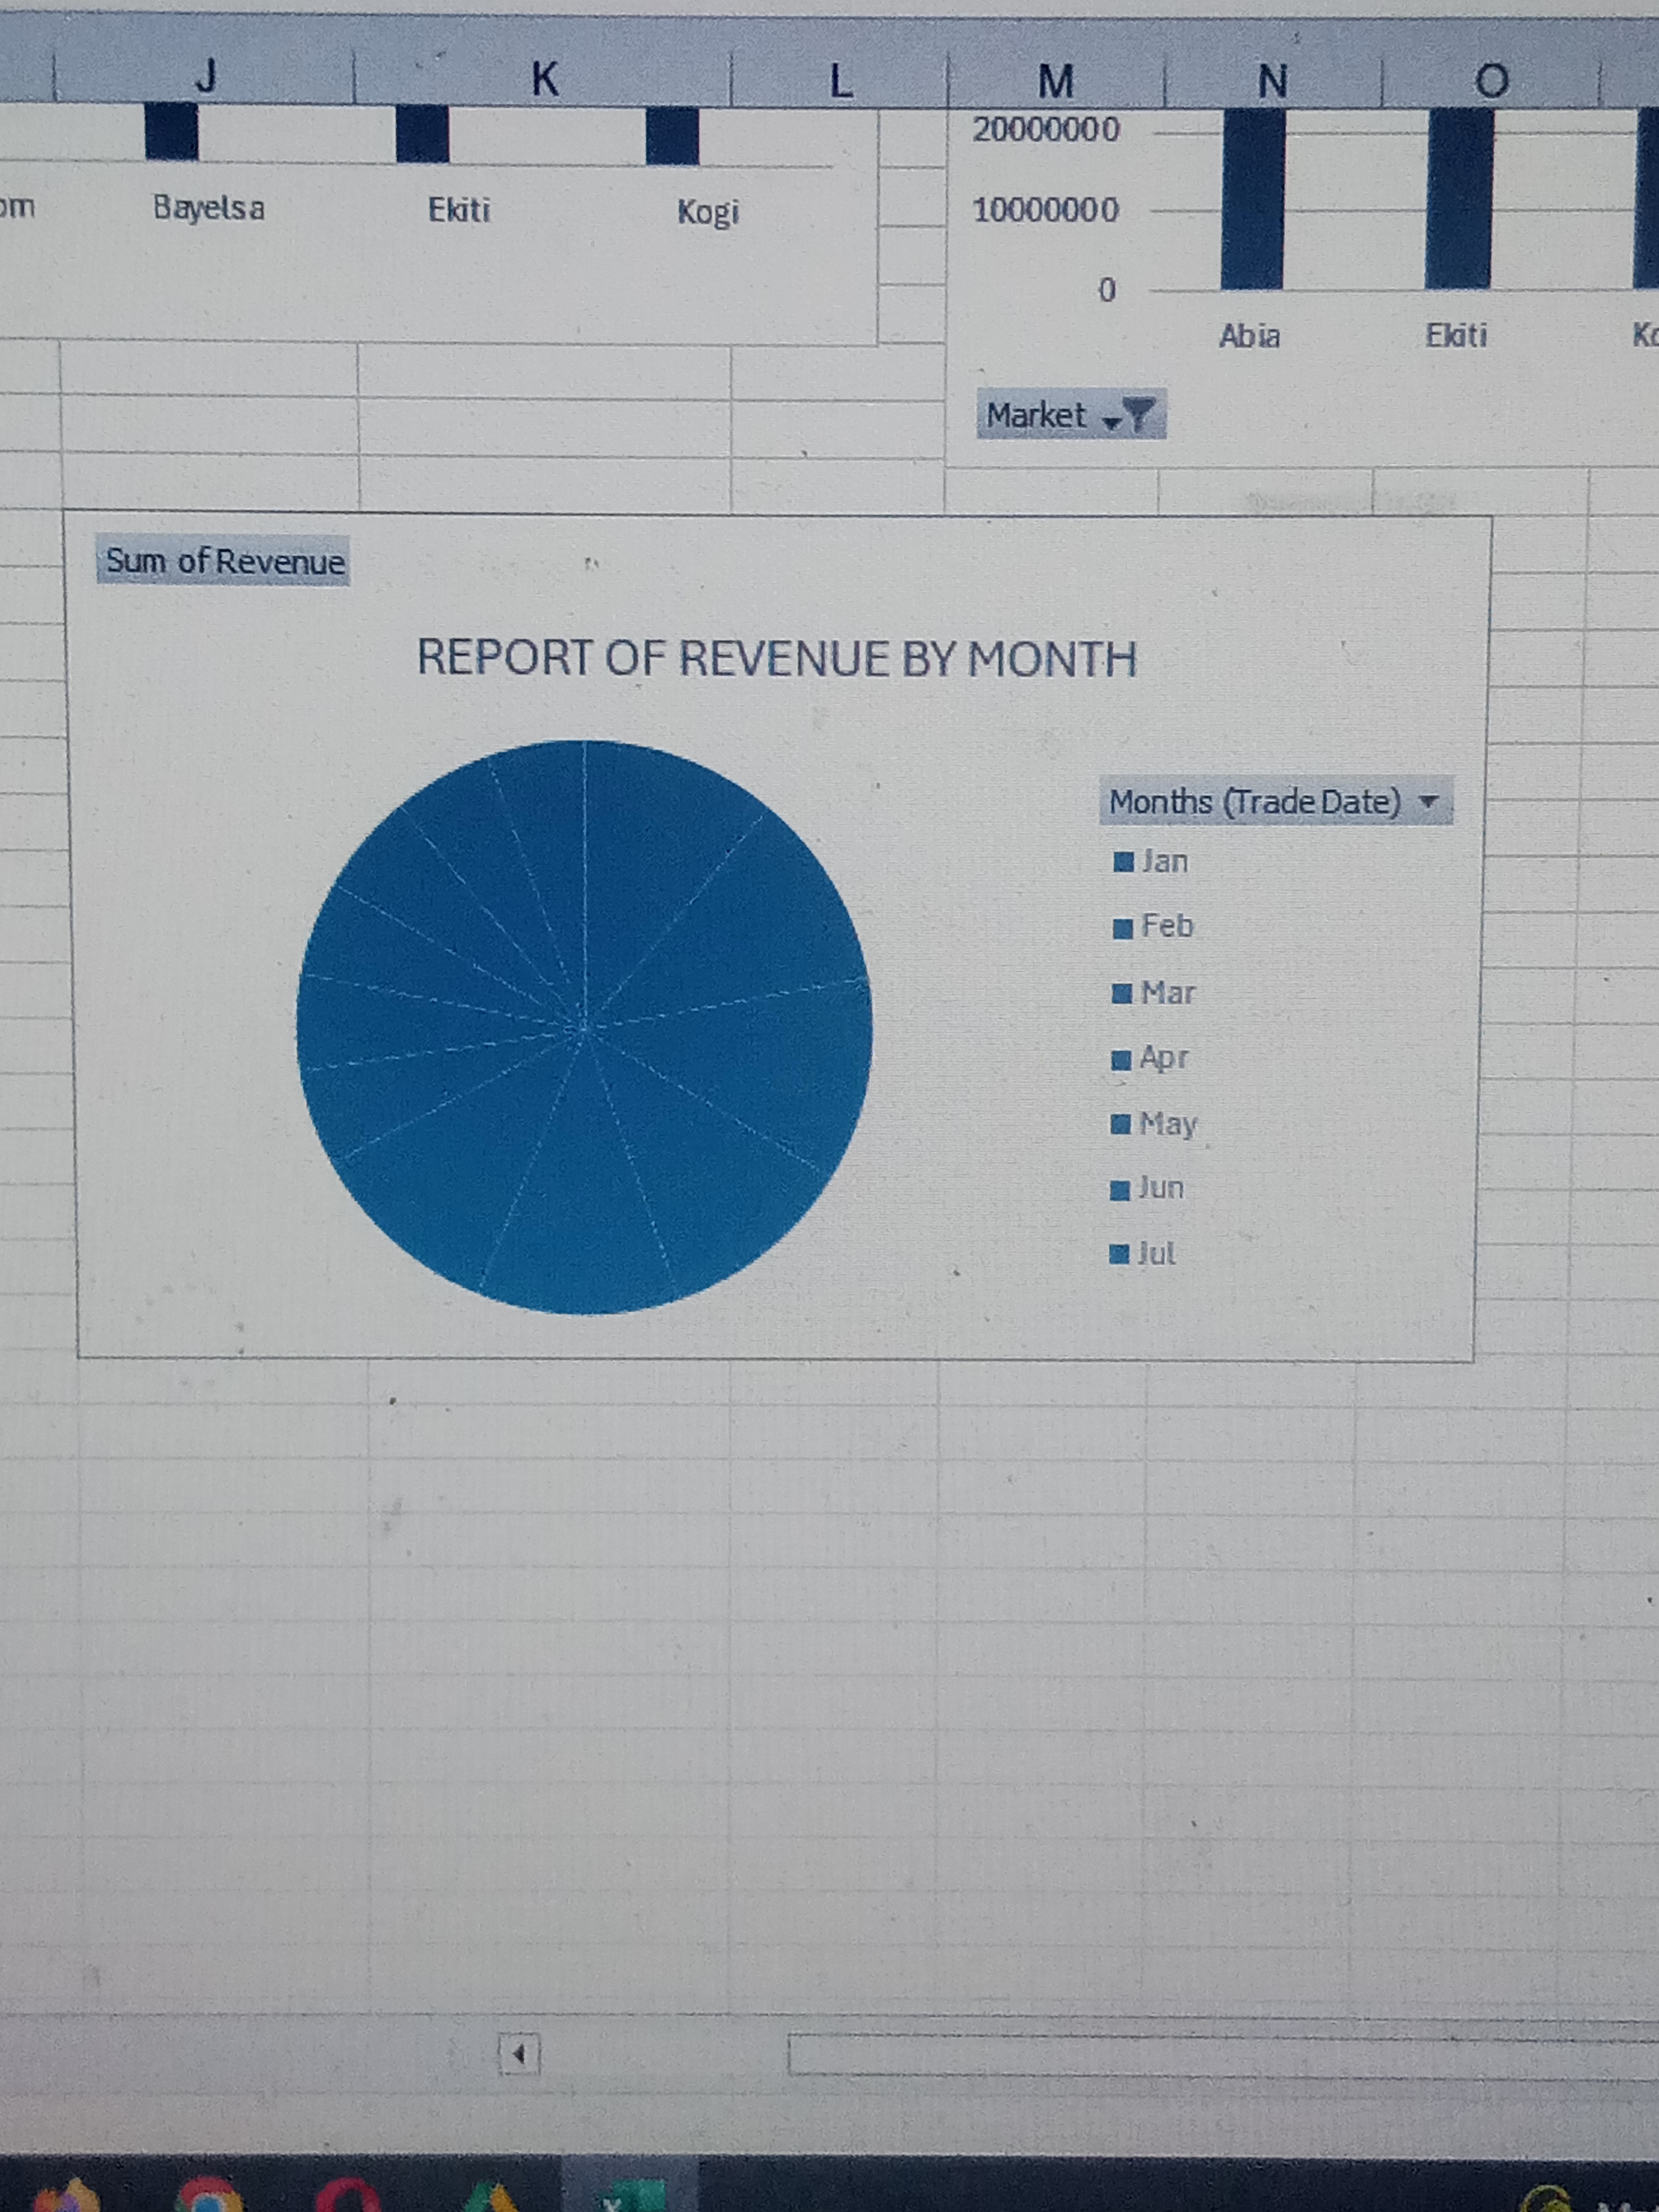 J K L M N O
20000000
10000000
0
om Bayelsa Ekiti Kogi
Abia Ekiti Ko
Market
Sum of Revenue
REPORT OF REVENUE BY MONTH
Months (Trade Date)
Jan
Feb
Mar
Apr
May
Jun
Jul